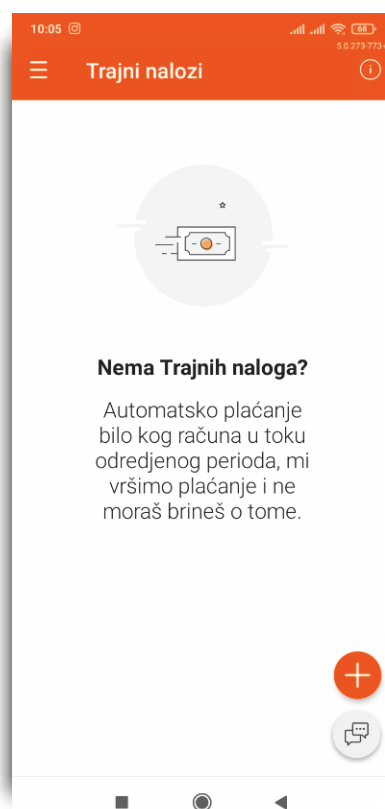 10:05
68
5.0.273-773-
Trajni nalozi
Nema Trajnih naloga?
Automatsko plaćanje
bilo kog računa u toku
odredjenog perioda, mi
vršimo plaćanje i ne
moraš brineš o tome.